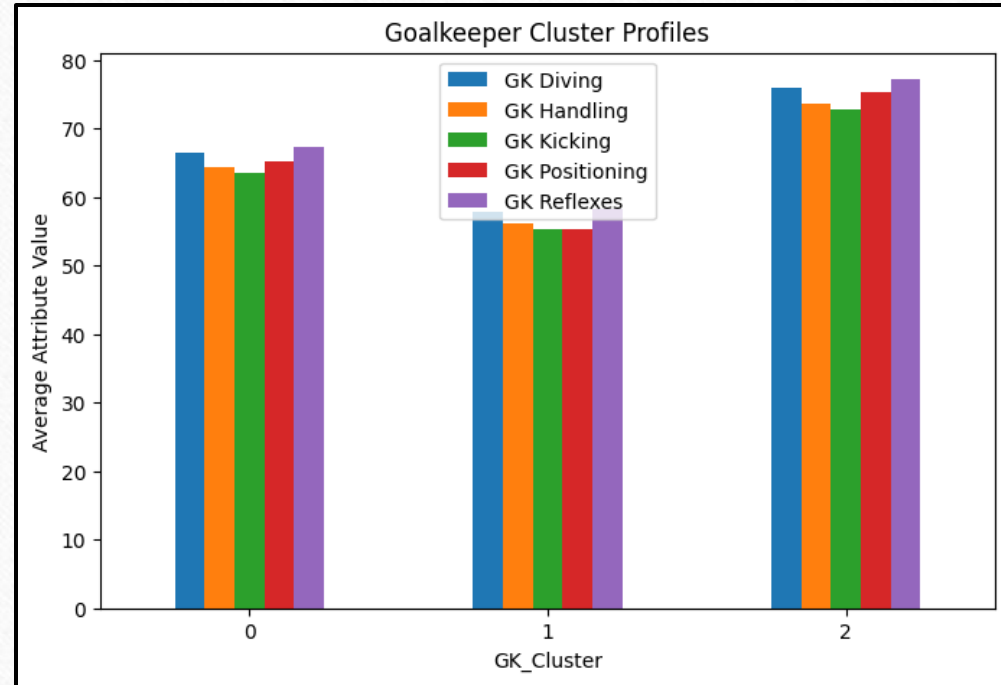 Goalkeeper Cluster Profiles
GK Diving
GK Handling
GK Kicking
GK Positioning
GK Reflexes
Average Attribute Value
80
70
60
50
40
30
20
10
0
0 1 2
GK_Cluster